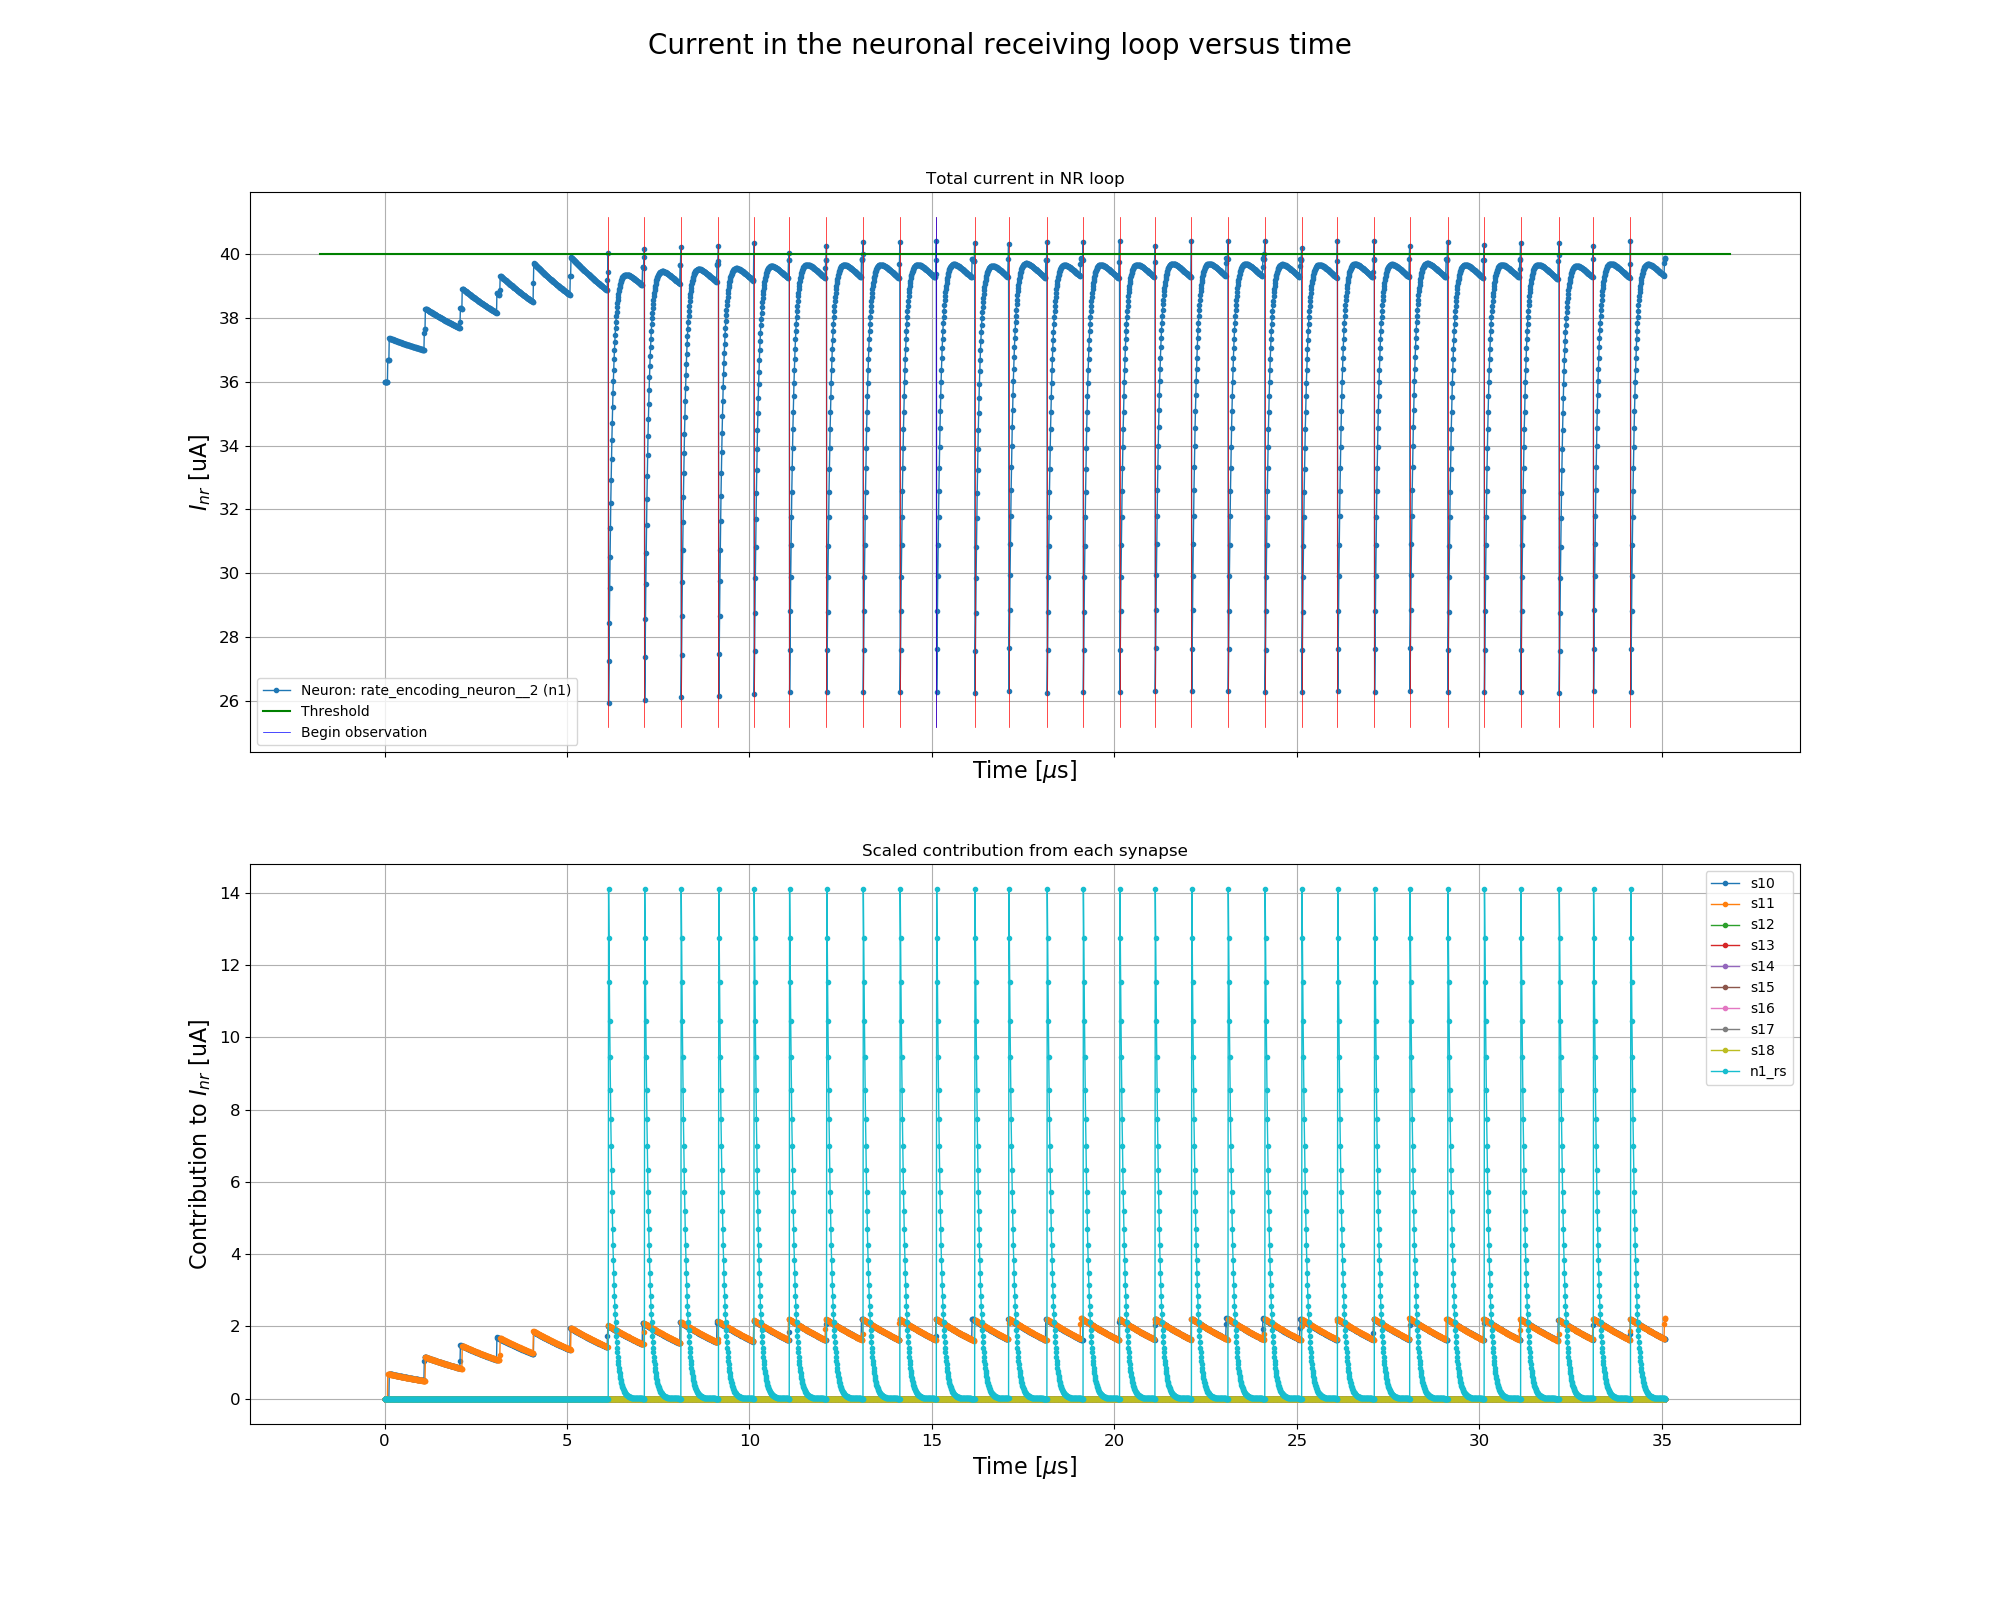 Current in the neuronal receiving loop versus time
Total current in NR loop
40
38
36
34
32
30
28
26
I_nr [uA]
Neuron: rate_encoding_neuron__2 (n1)
Threshold
Begin observation
Time [μs]
Scaled contribution from each synapse
14
12
10
8
6
4
2
0
Contribution to I_nr [uA]
s10
s11
s12
s13
s14
s15
s16
s17
s18
n1_rs
0 5 10 15 20 25 30 35
Time [μs]